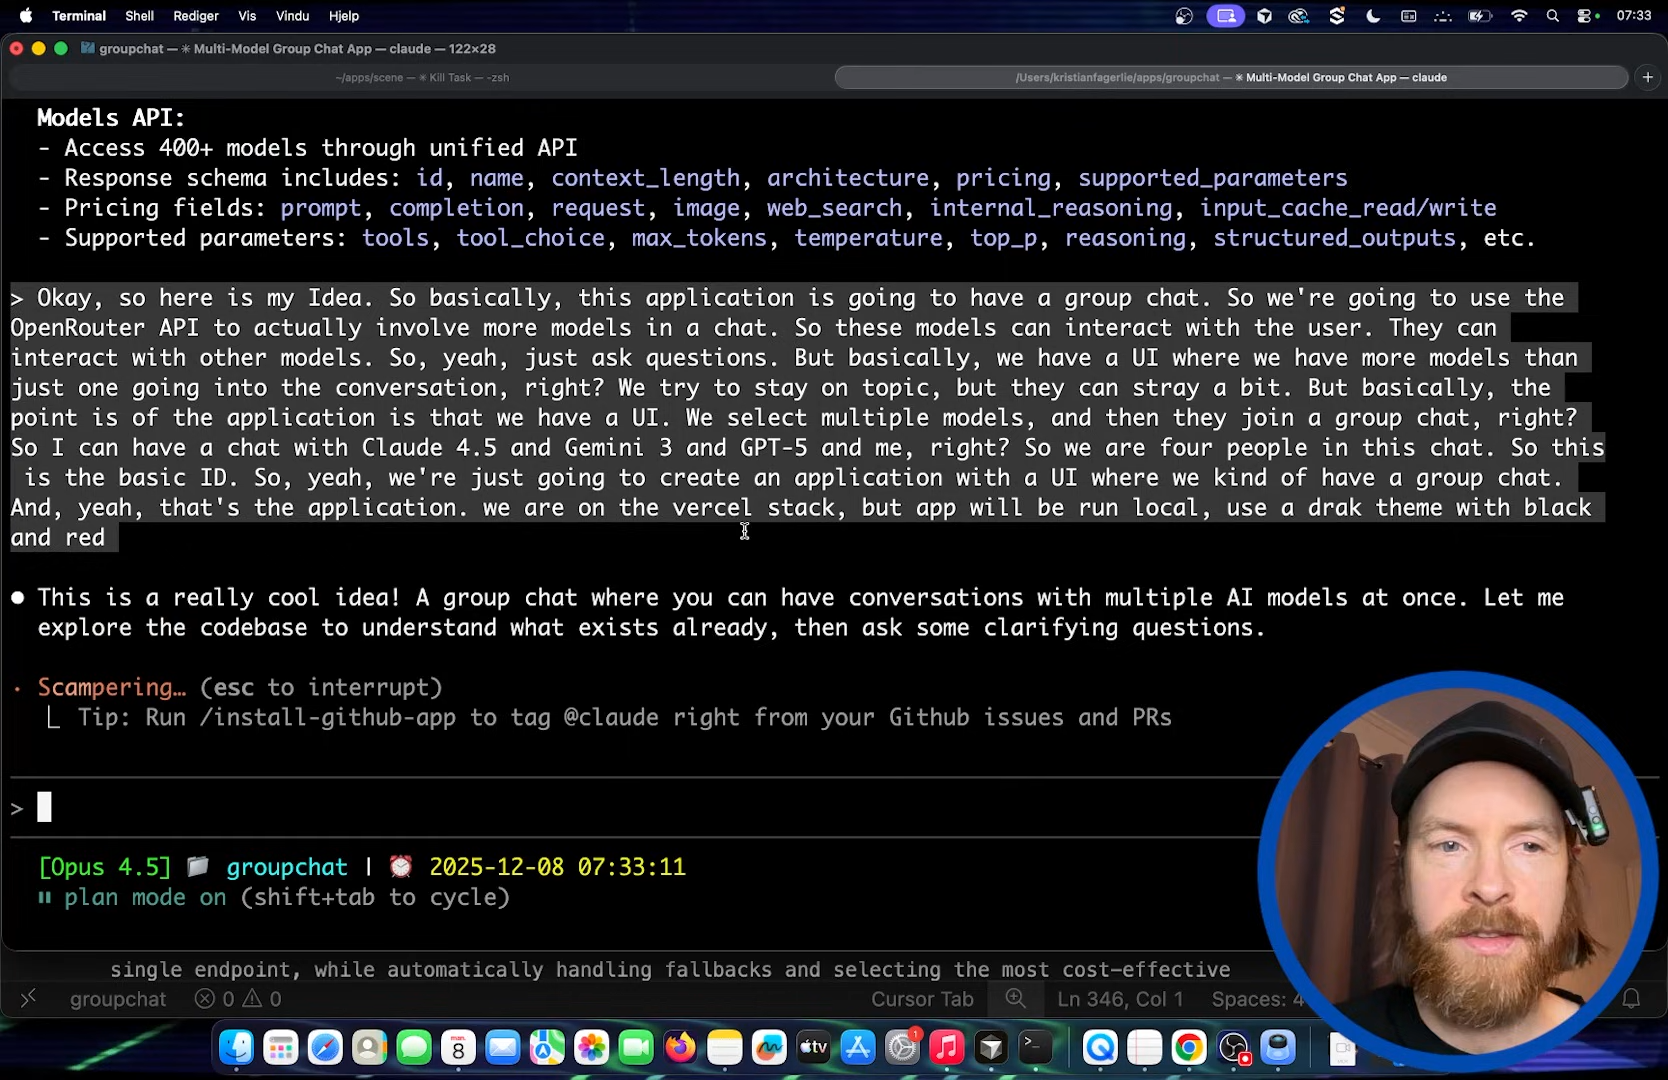 Terminal Shell Rediger Vis Vindu Hjelp 07:33
groupchat — ✳ Multi-Model Group Chat App — claude — 122×28
~/apps/scene — ✳ Kill Task — -zsh
/Users/kristianfagerlie/apps/groupchat — ✳ Multi-Model Group Chat App — claude
Models API:
- Access 400+ models through unified API
- Response schema includes: id, name, context_length, architecture, pricing, supported_parameters
- Pricing fields: prompt, completion, request, image, web_search, internal_reasoning, input_cache_read/write
- Supported parameters: tools, tool_choice, max_tokens, temperature, top_p, reasoning, structured_outputs, etc.
> Okay, so here is my Idea. So basically, this application is going to have a group chat. So we're going to use the
OpenRouter API to actually involve more models in a chat. So these models can interact with the user. They can
interact with other models. So, yeah, just ask questions. But basically, we have a UI where we have more models than
just one going into the conversation, right? We try to stay on topic, but they can stray a bit. But basically, the
point is of the application is that we have a UI. We select multiple models, and then they join a group chat, right?
So I can have a chat with Claude 4.5 and Gemini 3 and GPT-5 and me, right? So we are four people in this chat. So this
is the basic ID. So, yeah, we're just going to create an application with a UI where we kind of have a group chat.
And, yeah, that's the application. we are on the vercel stack, but app will be run local, use a drak theme with black
and red
● This is a really cool idea! A group chat where you can have conversations with multiple AI models at once. Let me
explore the codebase to understand what exists already, then ask some clarifying questions.
· Scampering… (esc to interrupt)
⎿ Tip: Run /install-github-app to tag @claude right from your Github issues and PRs
>
[Opus 4.5] groupchat | 2025-12-08 07:33:11
⏸ plan mode on (shift+tab to cycle)
single endpoint, while automatically handling fallbacks and selecting the most cost-effective
groupchat 0 0 Cursor Tab Ln 346, Col 1 Spaces: 4
8 tv 1